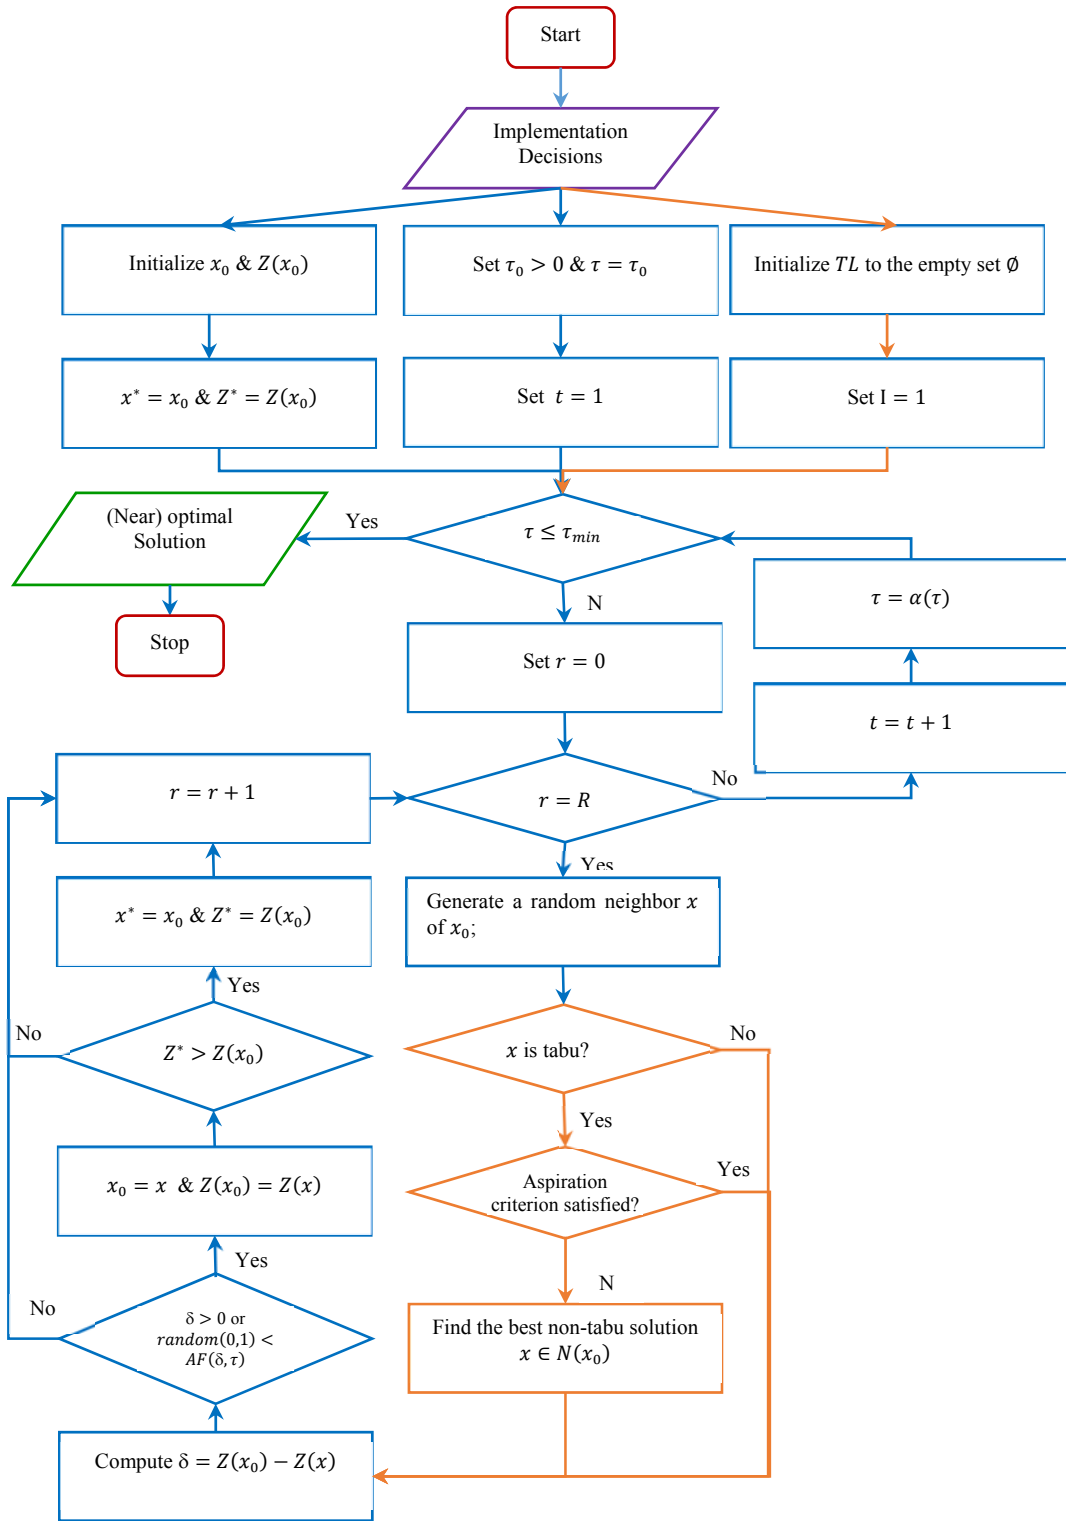 Start
Implementation
Decisions
Initialize x₀ & Z(x₀)
Set τ₀ > 0 & τ = τ₀
Initialize TL to the empty set ∅
x* = x₀ & Z* = Z(x₀)
Set t = 1
Set I = 1
(Near) optimal
Solution
Yes
τ ≤ τₘᵢₙ
N
τ = α(τ)
Stop
Set r = 0
t = t + 1
r = r + 1
r = R
No
Yes
x* = x₀ & Z* = Z(x₀)
Generate a random neighbor x
of x₀;
Yes
No
Z* > Z(x₀)
x is tabu?
No
Yes
x₀ = x & Z(x₀) = Z(x)
Aspiration
criterion satisfied?
Yes
Yes
N
No
δ > 0 or
random(0,1) <
AF(δ, τ)
Find the best non-tabu solution
x ∈ N(x₀)
Compute δ = Z(x₀) − Z(x)